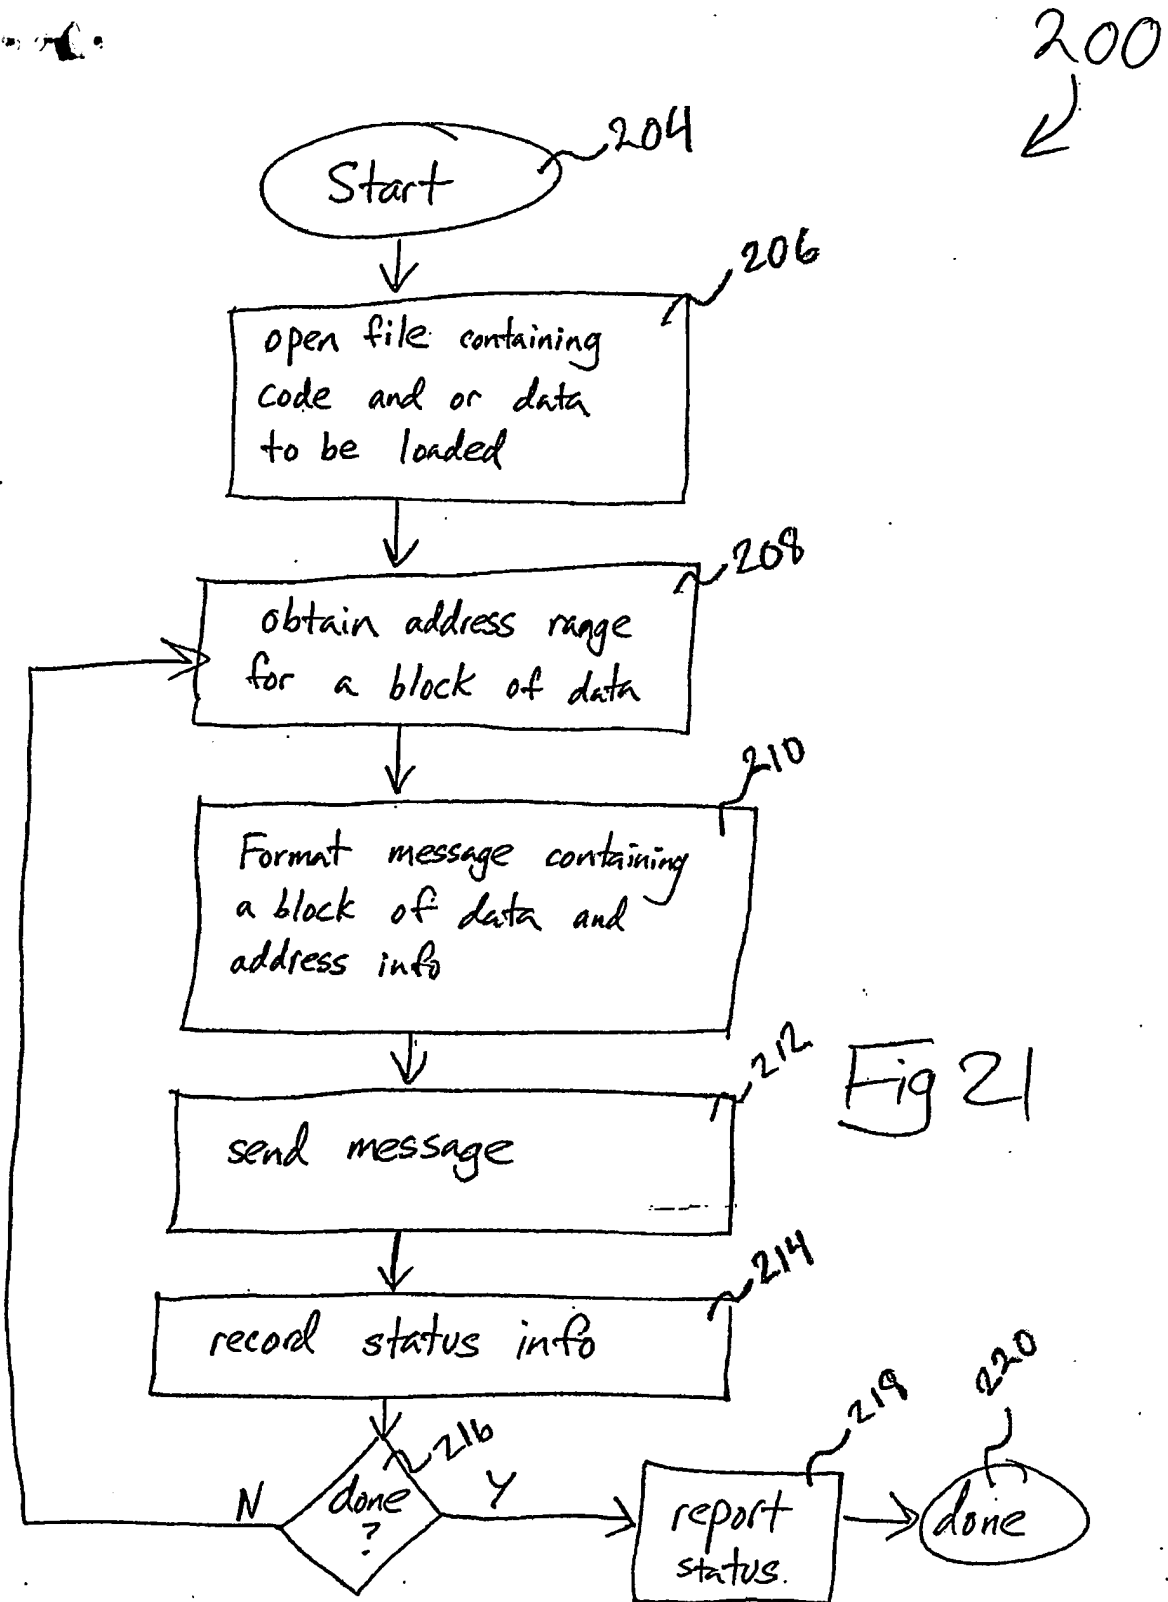 200
204
Start
206
open file containing
code and or data
to be loaded
208
obtain address range
for a block of data
210
Format message containing
a block of data and
address info
212
Fig 21
send message
214
record status info
216
done
?
N
Y
218
report
status.
220
done